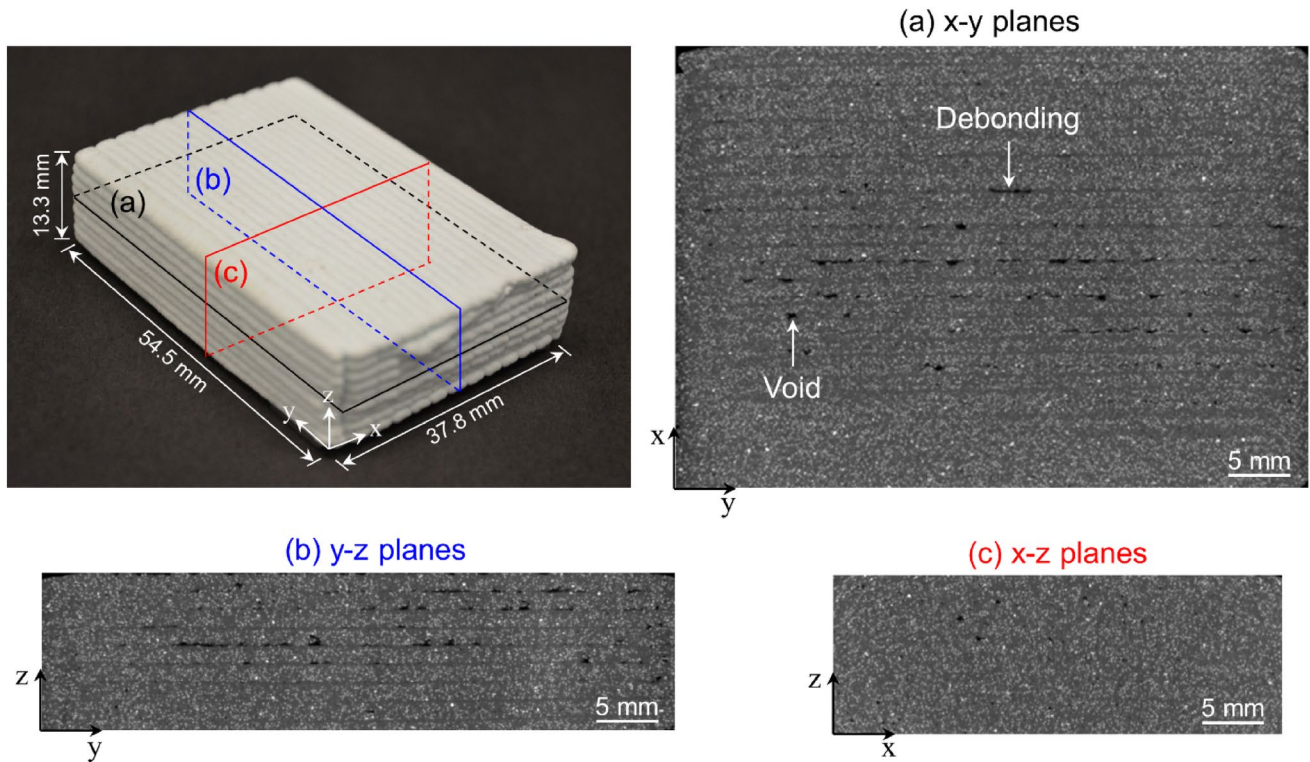 (a) x-y planes
Debonding
Void
x
y
5 mm
(a)
(b)
(c)
13.3 mm
54.5 mm
37.8 mm
z
y
x
(b) y-z planes
z
y
5 mm
(c) x-z planes
z
x
5 mm